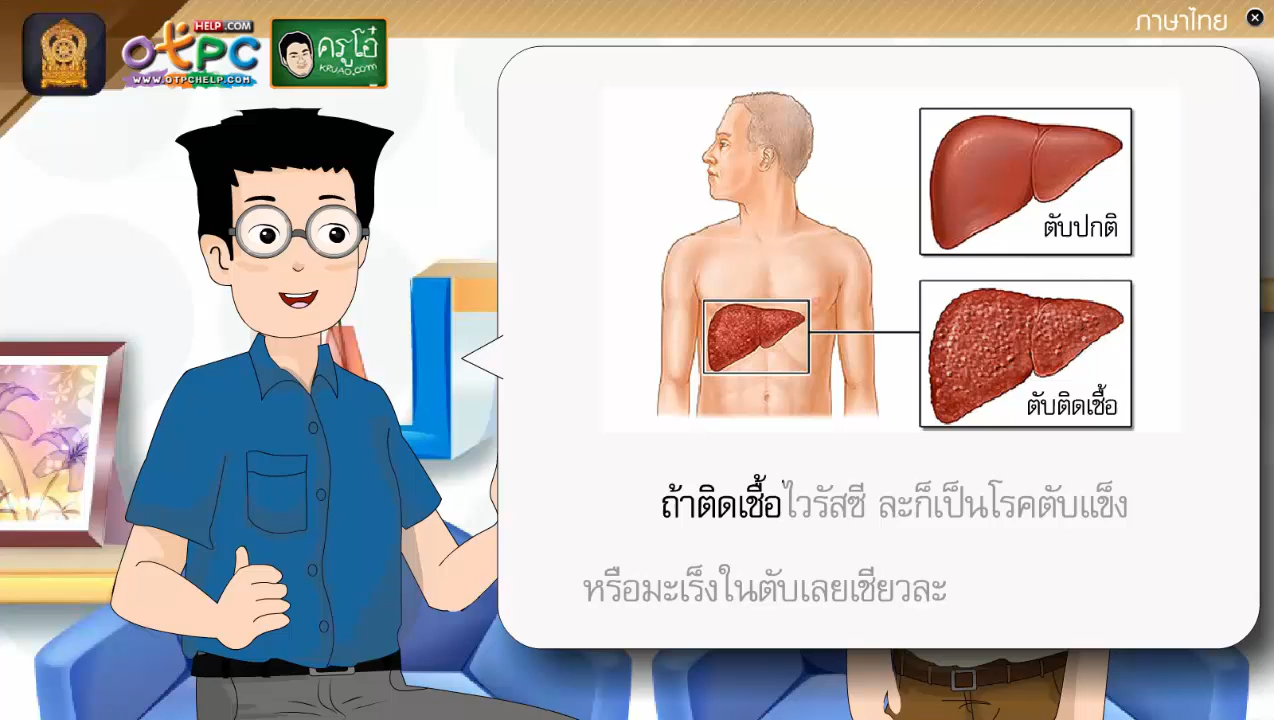 HELP.COM
OTPC
WWW.OTPCHELP.COM
ครูโอ๋
KRUAO.COM
ภาษาไทย
ตับปกติ
ตับติดเชื้อ
ถ้าติดเชื้อไวรัสซี ละก็เป็นโรคตับแข็ง
หรือมะเร็งในตับเลยเชียวละ